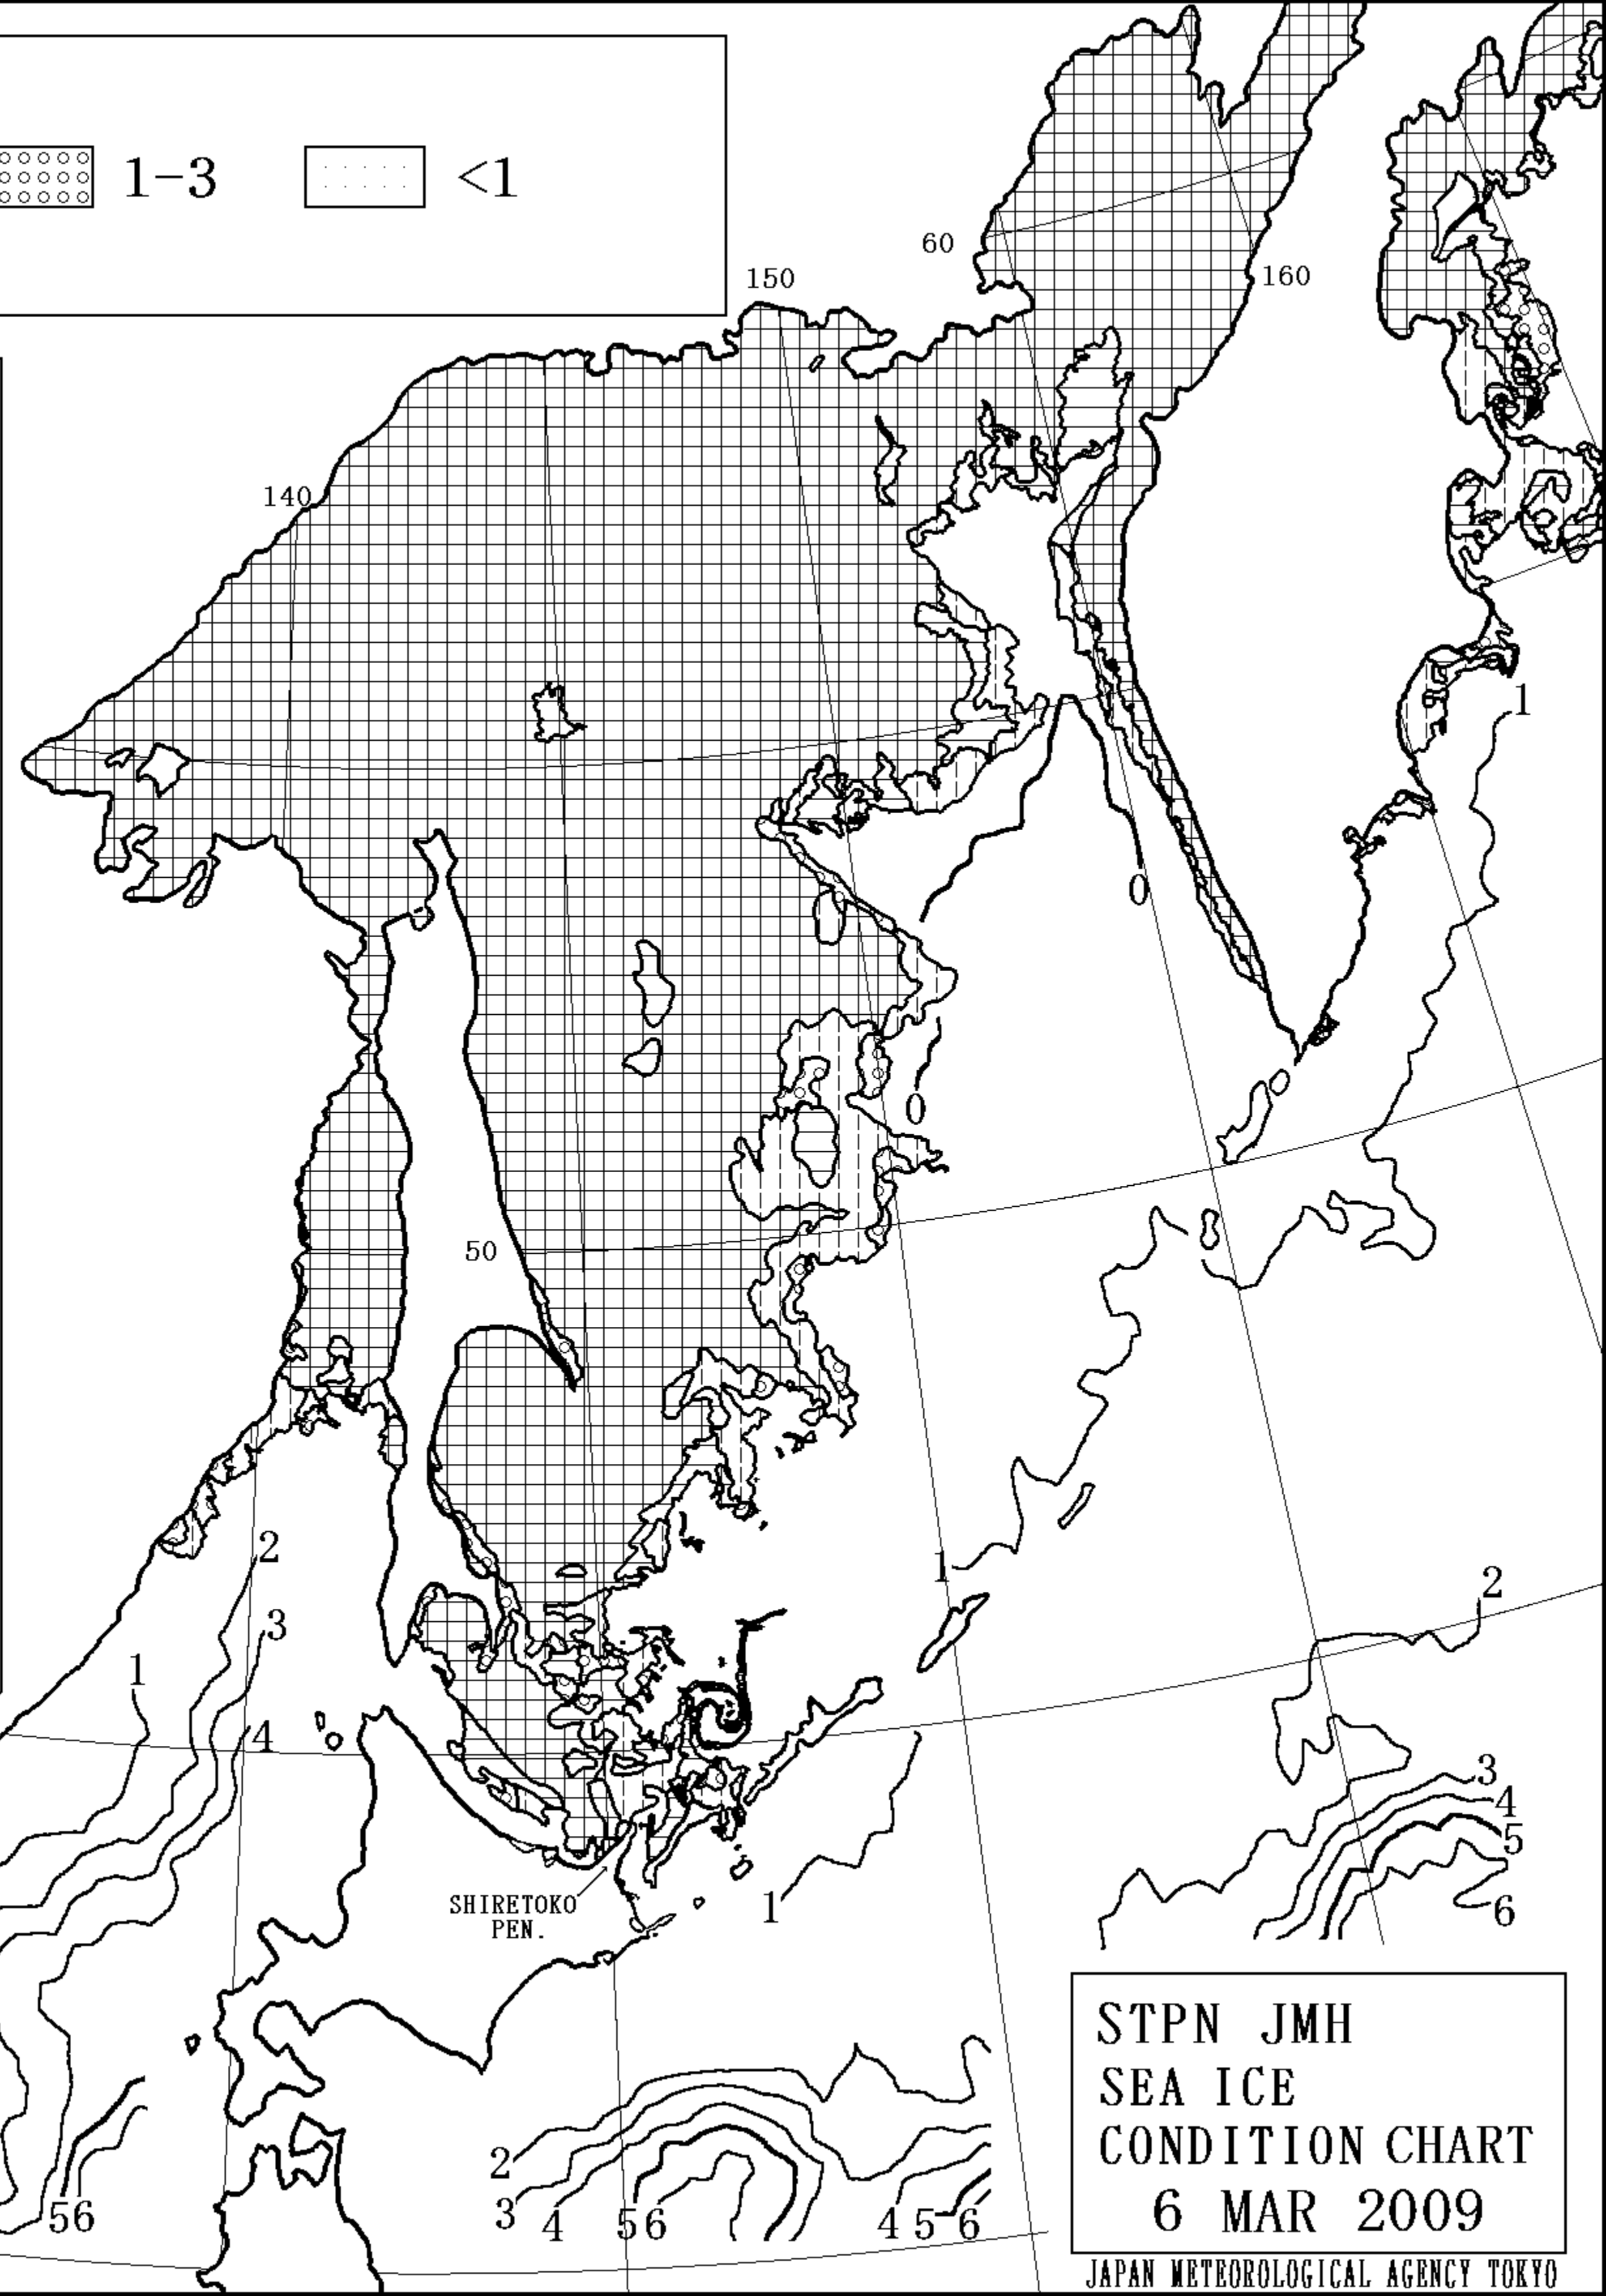 1-3 <1
60
150
160
140
1
0
0
50
2
1
2
3
1
3
4
4
5
6
SHIRETOKO
PEN.
1
STPN JMH
SEA ICE
CONDITION CHART
6 MAR 2009
2
3 4 56 4 5 6
56
JAPAN METEOROLOGICAL AGENCY TOKYO